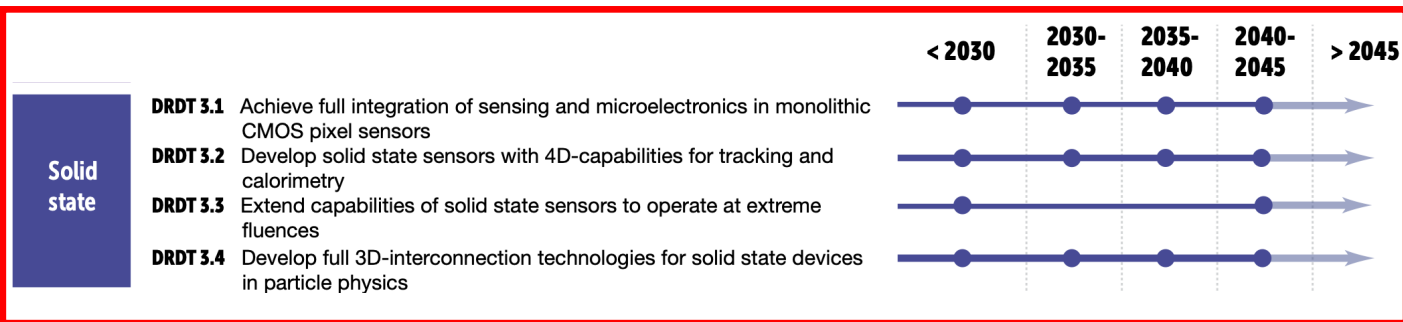 < 2030
2030-
2035
2035-
2040
2040-
2045
> 2045
Solid
state
DRDT 3.1 Achieve full integration of sensing and microelectronics in monolithic
CMOS pixel sensors
DRDT 3.2 Develop solid state sensors with 4D-capabilities for tracking and
calorimetry
DRDT 3.3 Extend capabilities of solid state sensors to operate at extreme
fluences
DRDT 3.4 Develop full 3D-interconnection technologies for solid state devices
in particle physics